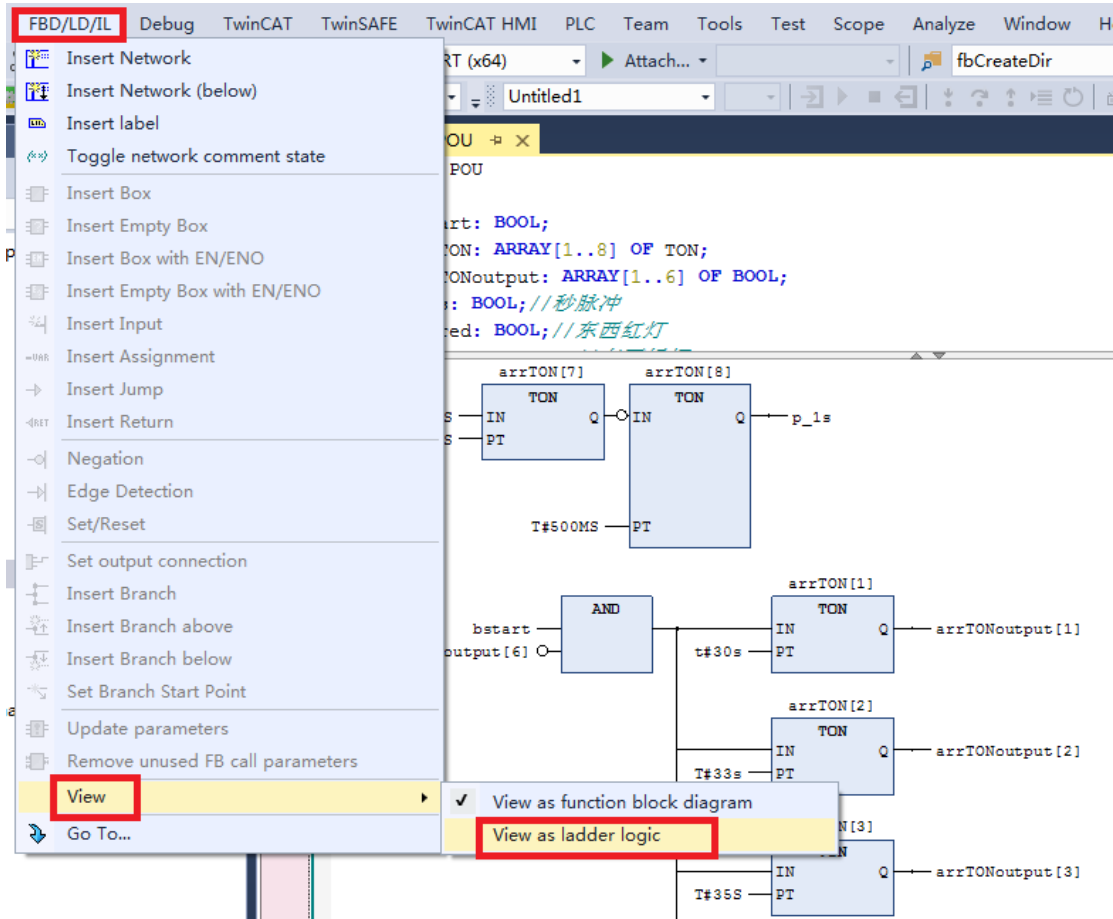 FBD/LD/IL Debug TwinCAT TwinSAFE TwinCAT HMI PLC Team Tools Test Scope Analyze Window
Insert Network
RT (x64) Attach... fbCreateDir
Insert Network (below)
Untitled1
Insert label
POU
Toggle network comment state
POU
Insert Box
Insert Empty Box
art: BOOL;
Insert Box with EN/ENO
TON: ARRAY[1..8] OF TON;
Insert Empty Box with EN/ENO
TONoutput: ARRAY[1..6] OF BOOL;
s: BOOL;//秒脉冲
Insert Input
red: BOOL;//东西红灯
Insert Assignment
arrTON[7] arrTON[8]
Insert Jump
TON TON
Insert Return
S IN Q IN Q p_1s
S PT
Negation
Edge Detection
Set/Reset
T#500MS PT
Set output connection
Insert Branch
arrTON[1]
AND TON
Insert Branch above
bstart IN Q arrTONoutput[1]
output[6] t#30s PT
Insert Branch below
Set Branch Start Point
arrTON[2]
Update parameters
TON
IN Q arrTONoutput[2]
Remove unused FB call parameters
T#33s PT
View
View as function block diagram
Go To...
View as ladder logic
N[3]
IN Q arrTONoutput[3]
T#35S PT